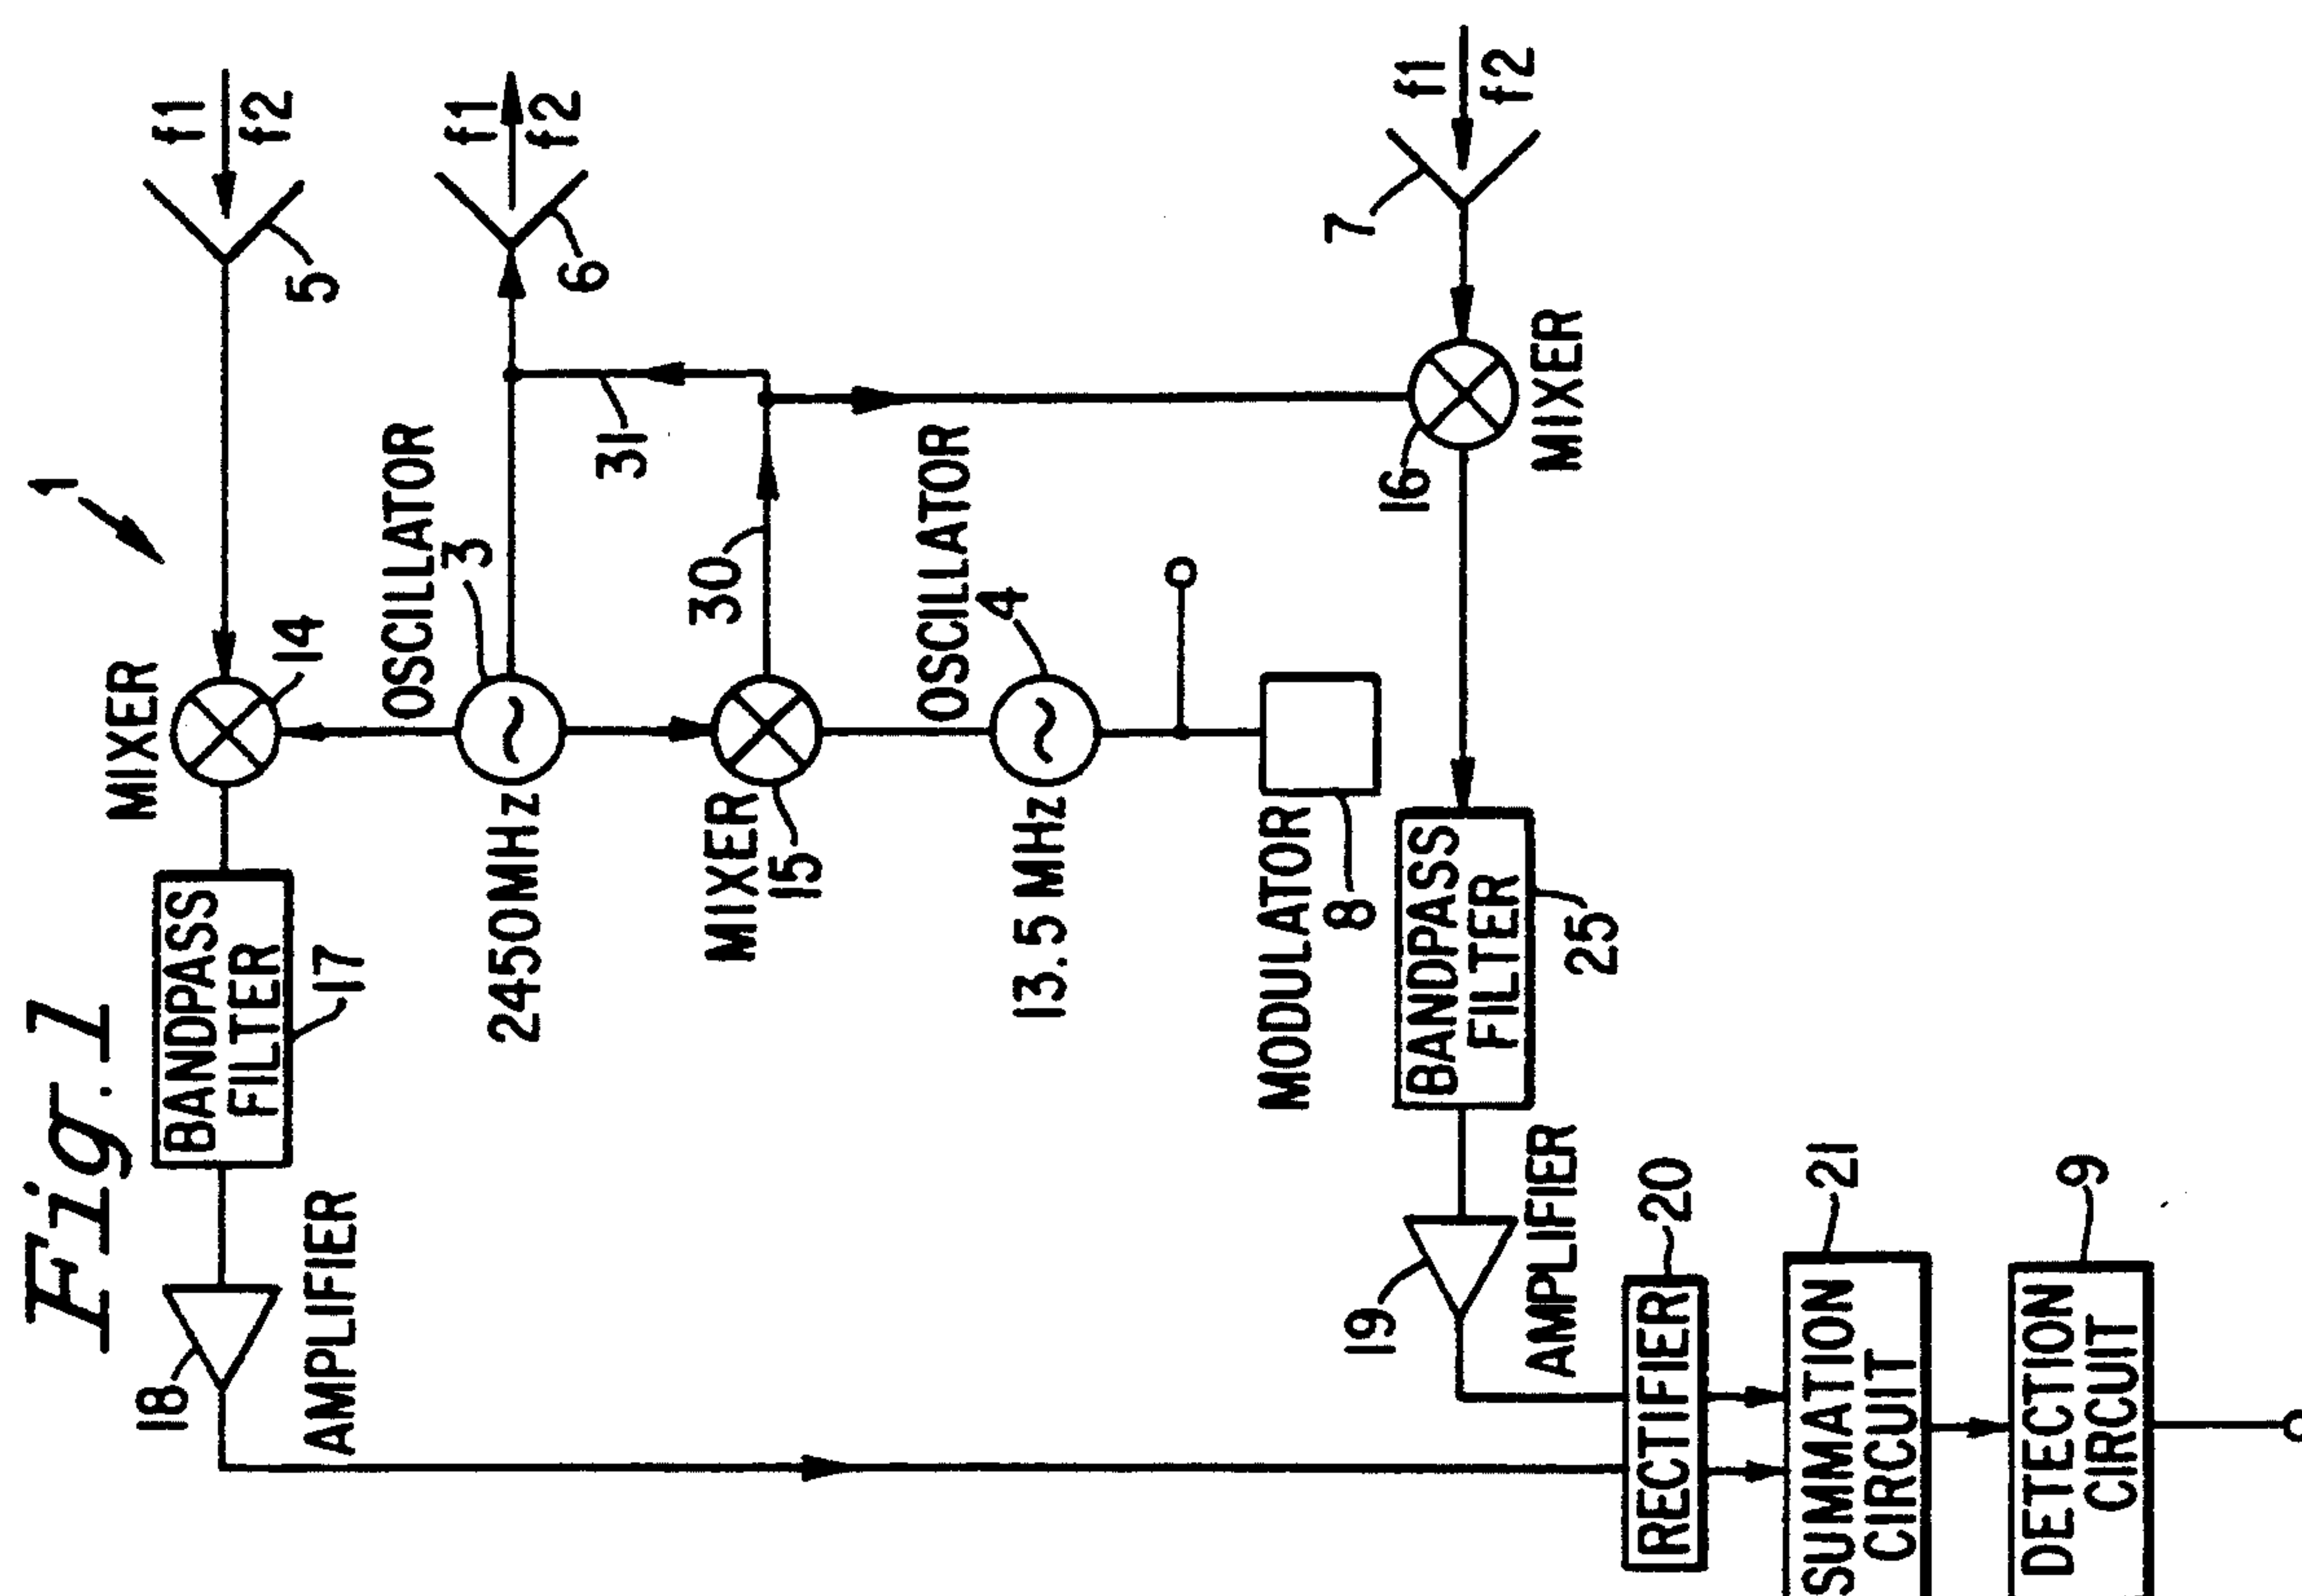 Fig. 1
1
f1
f2
5
f1
f2
6
f1
f2
7
MIXER
14
OSCILLATOR
3
2450MHz
31
30
MIXER
15
OSCILLATOR
4
13.5 MHz
MODULATOR
8
16
MIXER
BANDPASS
FILTER
17
BANDPASS
FILTER
25
18
AMPLIFIER
19
AMPLIFIER
RECTIFIER
20
SUMMATION
CIRCUIT
21
DETECTION
CIRCUIT
9